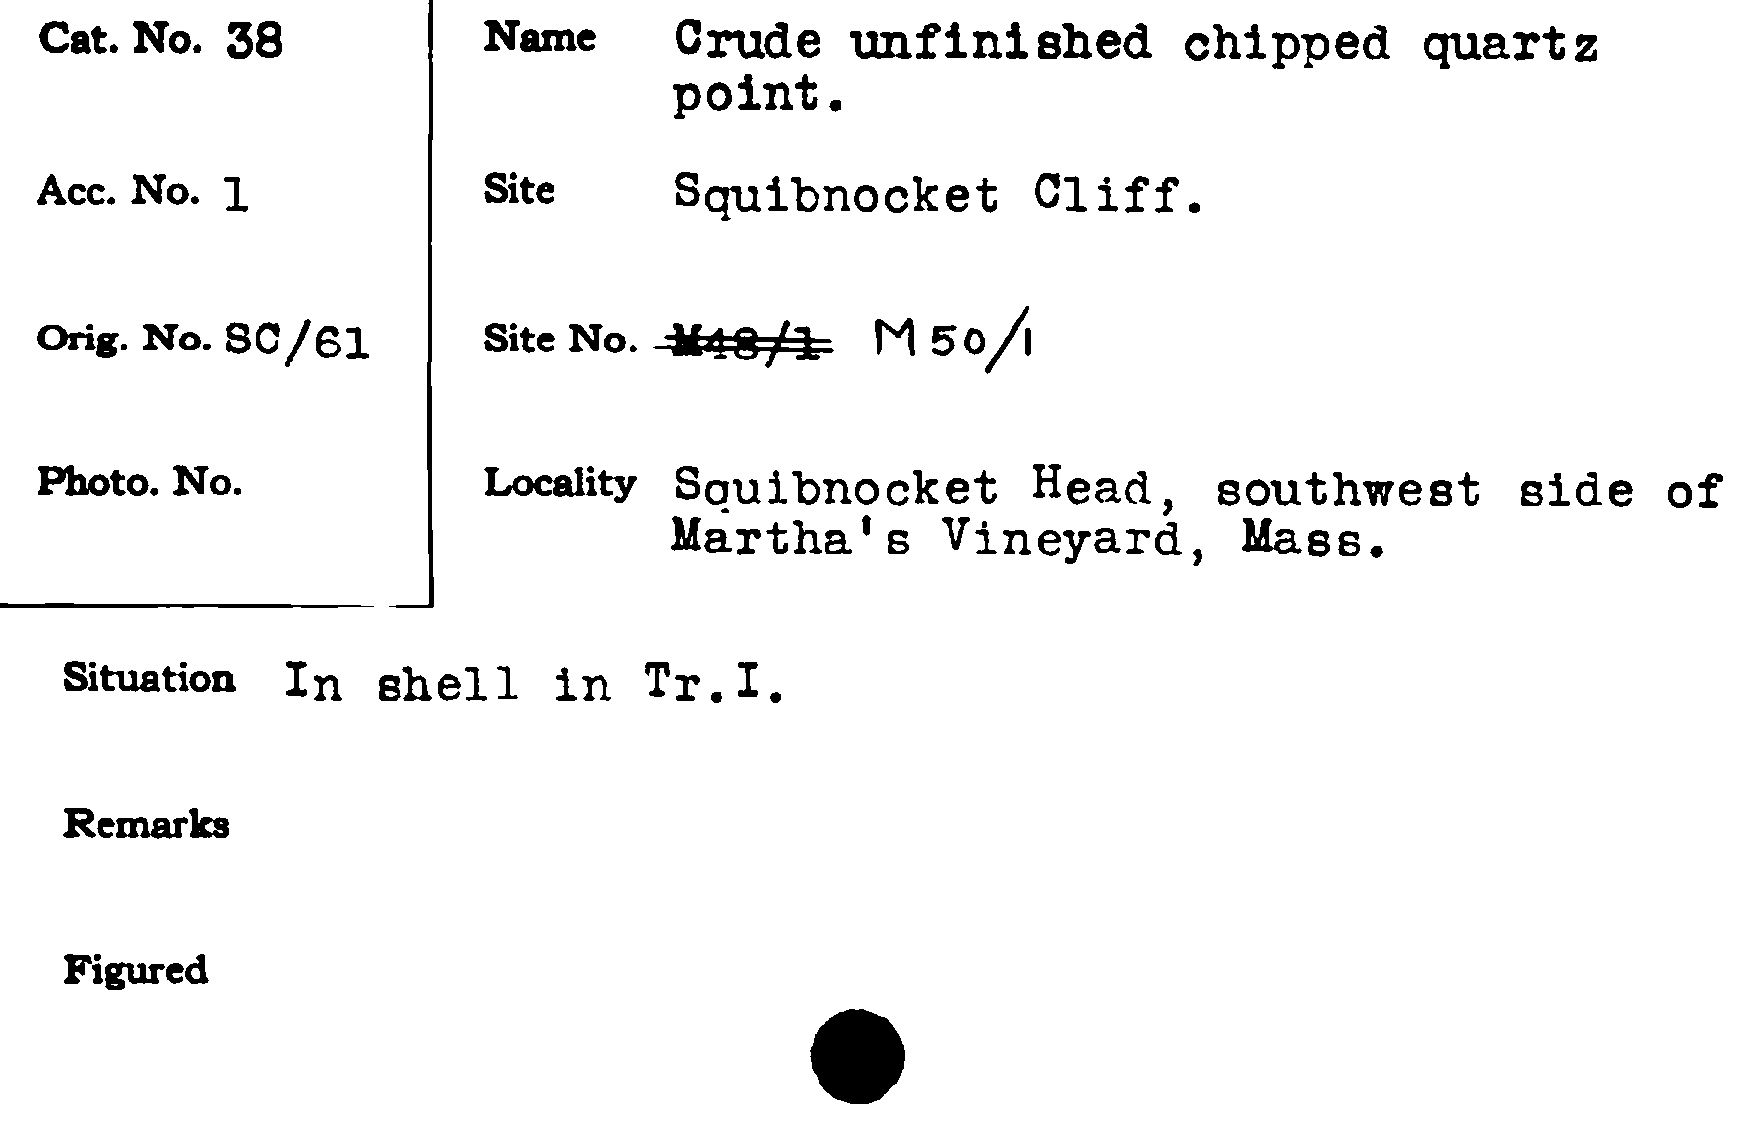 Cat. No. 38
Name Crude unfinished chipped quartz
point.
Acc. No. 1
Site Squibnocket Cliff.
Orig. No. SC/61
Site No. M48/1 M50/1
Photo. No.
Locality Squibnocket Head, southwest side of
Martha's Vineyard, Mass.
Situation In shell in Tr.I.
Remarks
Figured